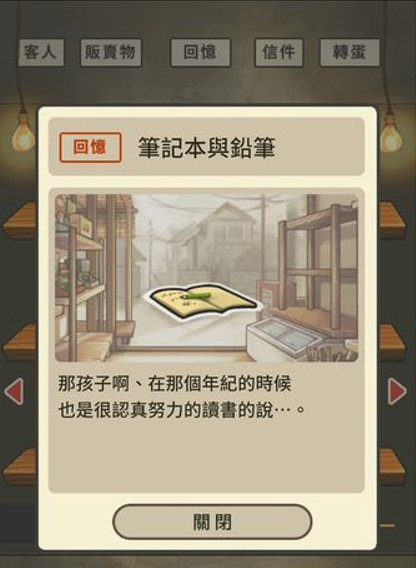 客人
販賣物
回憶
信件
轉蛋
回憶
筆記本與鉛筆
那孩子啊、在那個年紀的時候
也是很認真努力的讀書的說…。
關閉